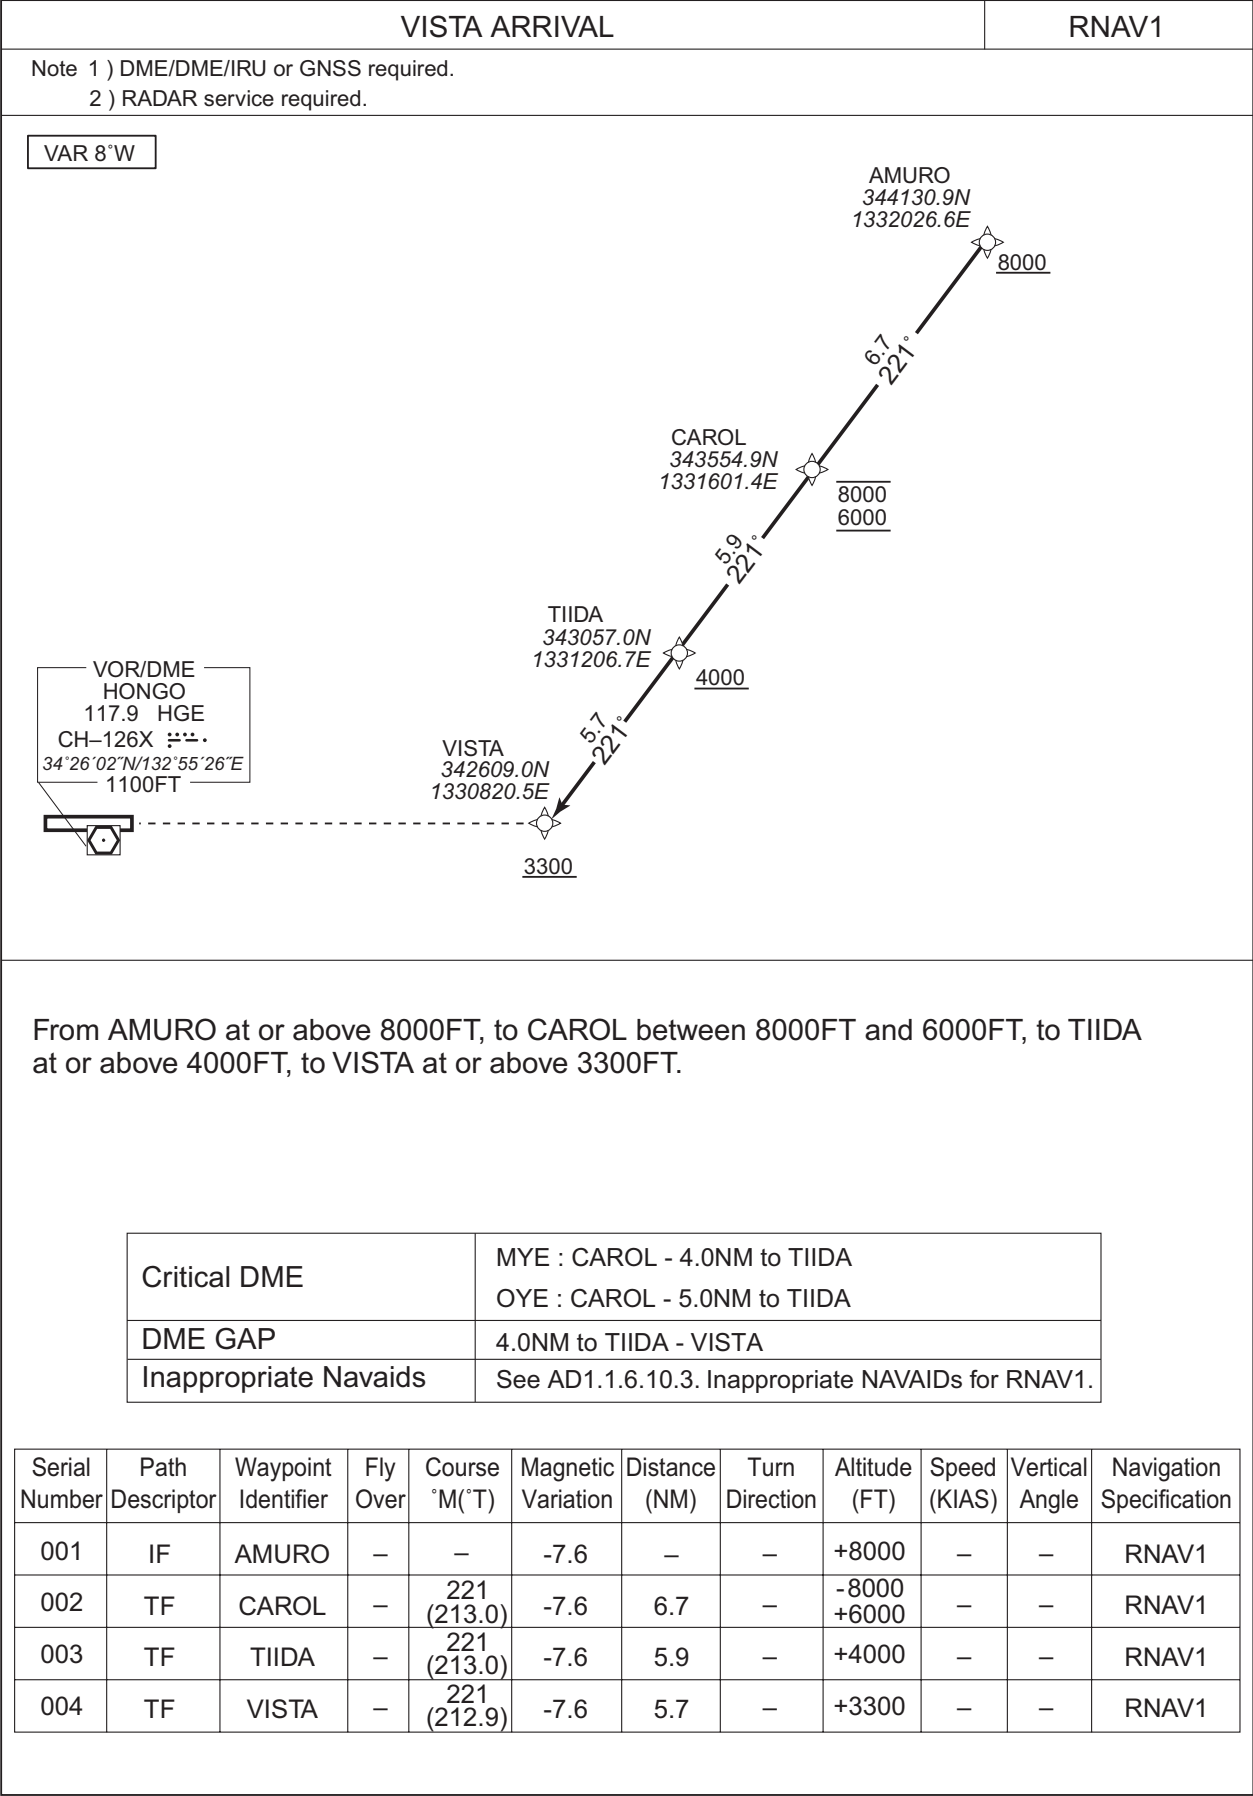 VISTA ARRIVAL
RNAV1
Note 1 ) DME/DME/IRU or GNSS required.
2 ) RADAR service required.
VAR 8˚W
AMURO
344130.9N
1332026.6E
8000
6.7
221˚
CAROL
343554.9N
1331601.4E
8000
6000
5.9
221˚
TIIDA
343057.0N
1331206.7E
4000
5.7
221˚
VISTA
342609.0N
1330820.5E
3300
VOR/DME
HONGO
117.9 HGE
CH–126X
34˚26´02˝N/132˚55´26˝E
1100FT
From AMURO at or above 8000FT, to CAROL between 8000FT and 6000FT, to TIIDA
at or above 4000FT, to VISTA at or above 3300FT.
Critical DME
MYE : CAROL - 4.0NM to TIIDA
OYE : CAROL - 5.0NM to TIIDA
DME GAP
4.0NM to TIIDA - VISTA
Inappropriate Navaids
See AD1.1.6.10.3. Inappropriate NAVAIDs for RNAV1.
Serial Path Waypoint Fly Course Magnetic Distance Turn Altitude Speed Vertical Navigation
Number Descriptor Identifier Over ˚M(˚T) Variation (NM) Direction (FT) (KIAS) Angle Specification
001 IF AMURO – – -7.6 – – +8000 – – RNAV1
002 TF CAROL – 221 (213.0) -7.6 6.7 – -8000 +6000 – – RNAV1
003 TF TIIDA – 221 (213.0) -7.6 5.9 – +4000 – – RNAV1
004 TF VISTA – 221 (212.9) -7.6 5.7 – +3300 – – RNAV1